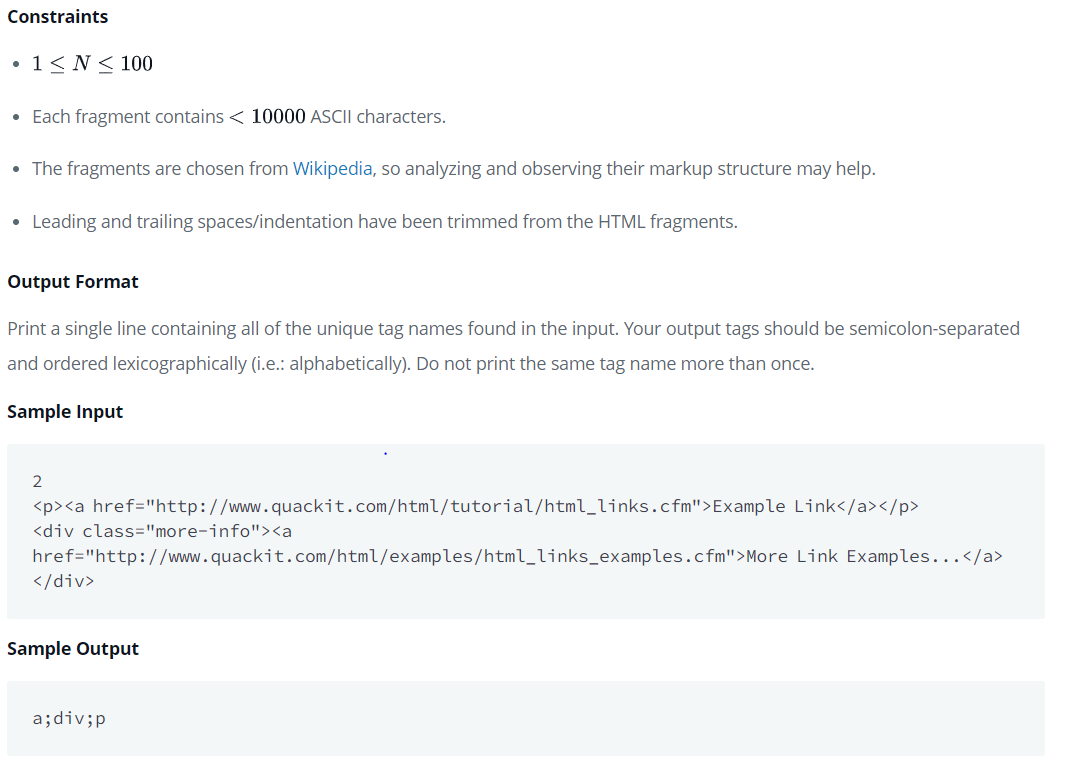 Constraints
• 1 ≤ N ≤ 100
• Each fragment contains < 10000 ASCII characters.
• The fragments are chosen from Wikipedia, so analyzing and observing their markup structure may help.
• Leading and trailing spaces/indentation have been trimmed from the HTML fragments.
Output Format
Print a single line containing all of the unique tag names found in the input. Your output tags should be semicolon-separated
and ordered lexicographically (i.e.: alphabetically). Do not print the same tag name more than once.
Sample Input
2
<p><a href="http://www.quackit.com/html/tutorial/html_links.cfm">Example Link</a></p>
<div class="more-info"><a
href="http://www.quackit.com/html/examples/html_links_examples.cfm">More Link Examples...</a>
</div>
Sample Output
a;div;p